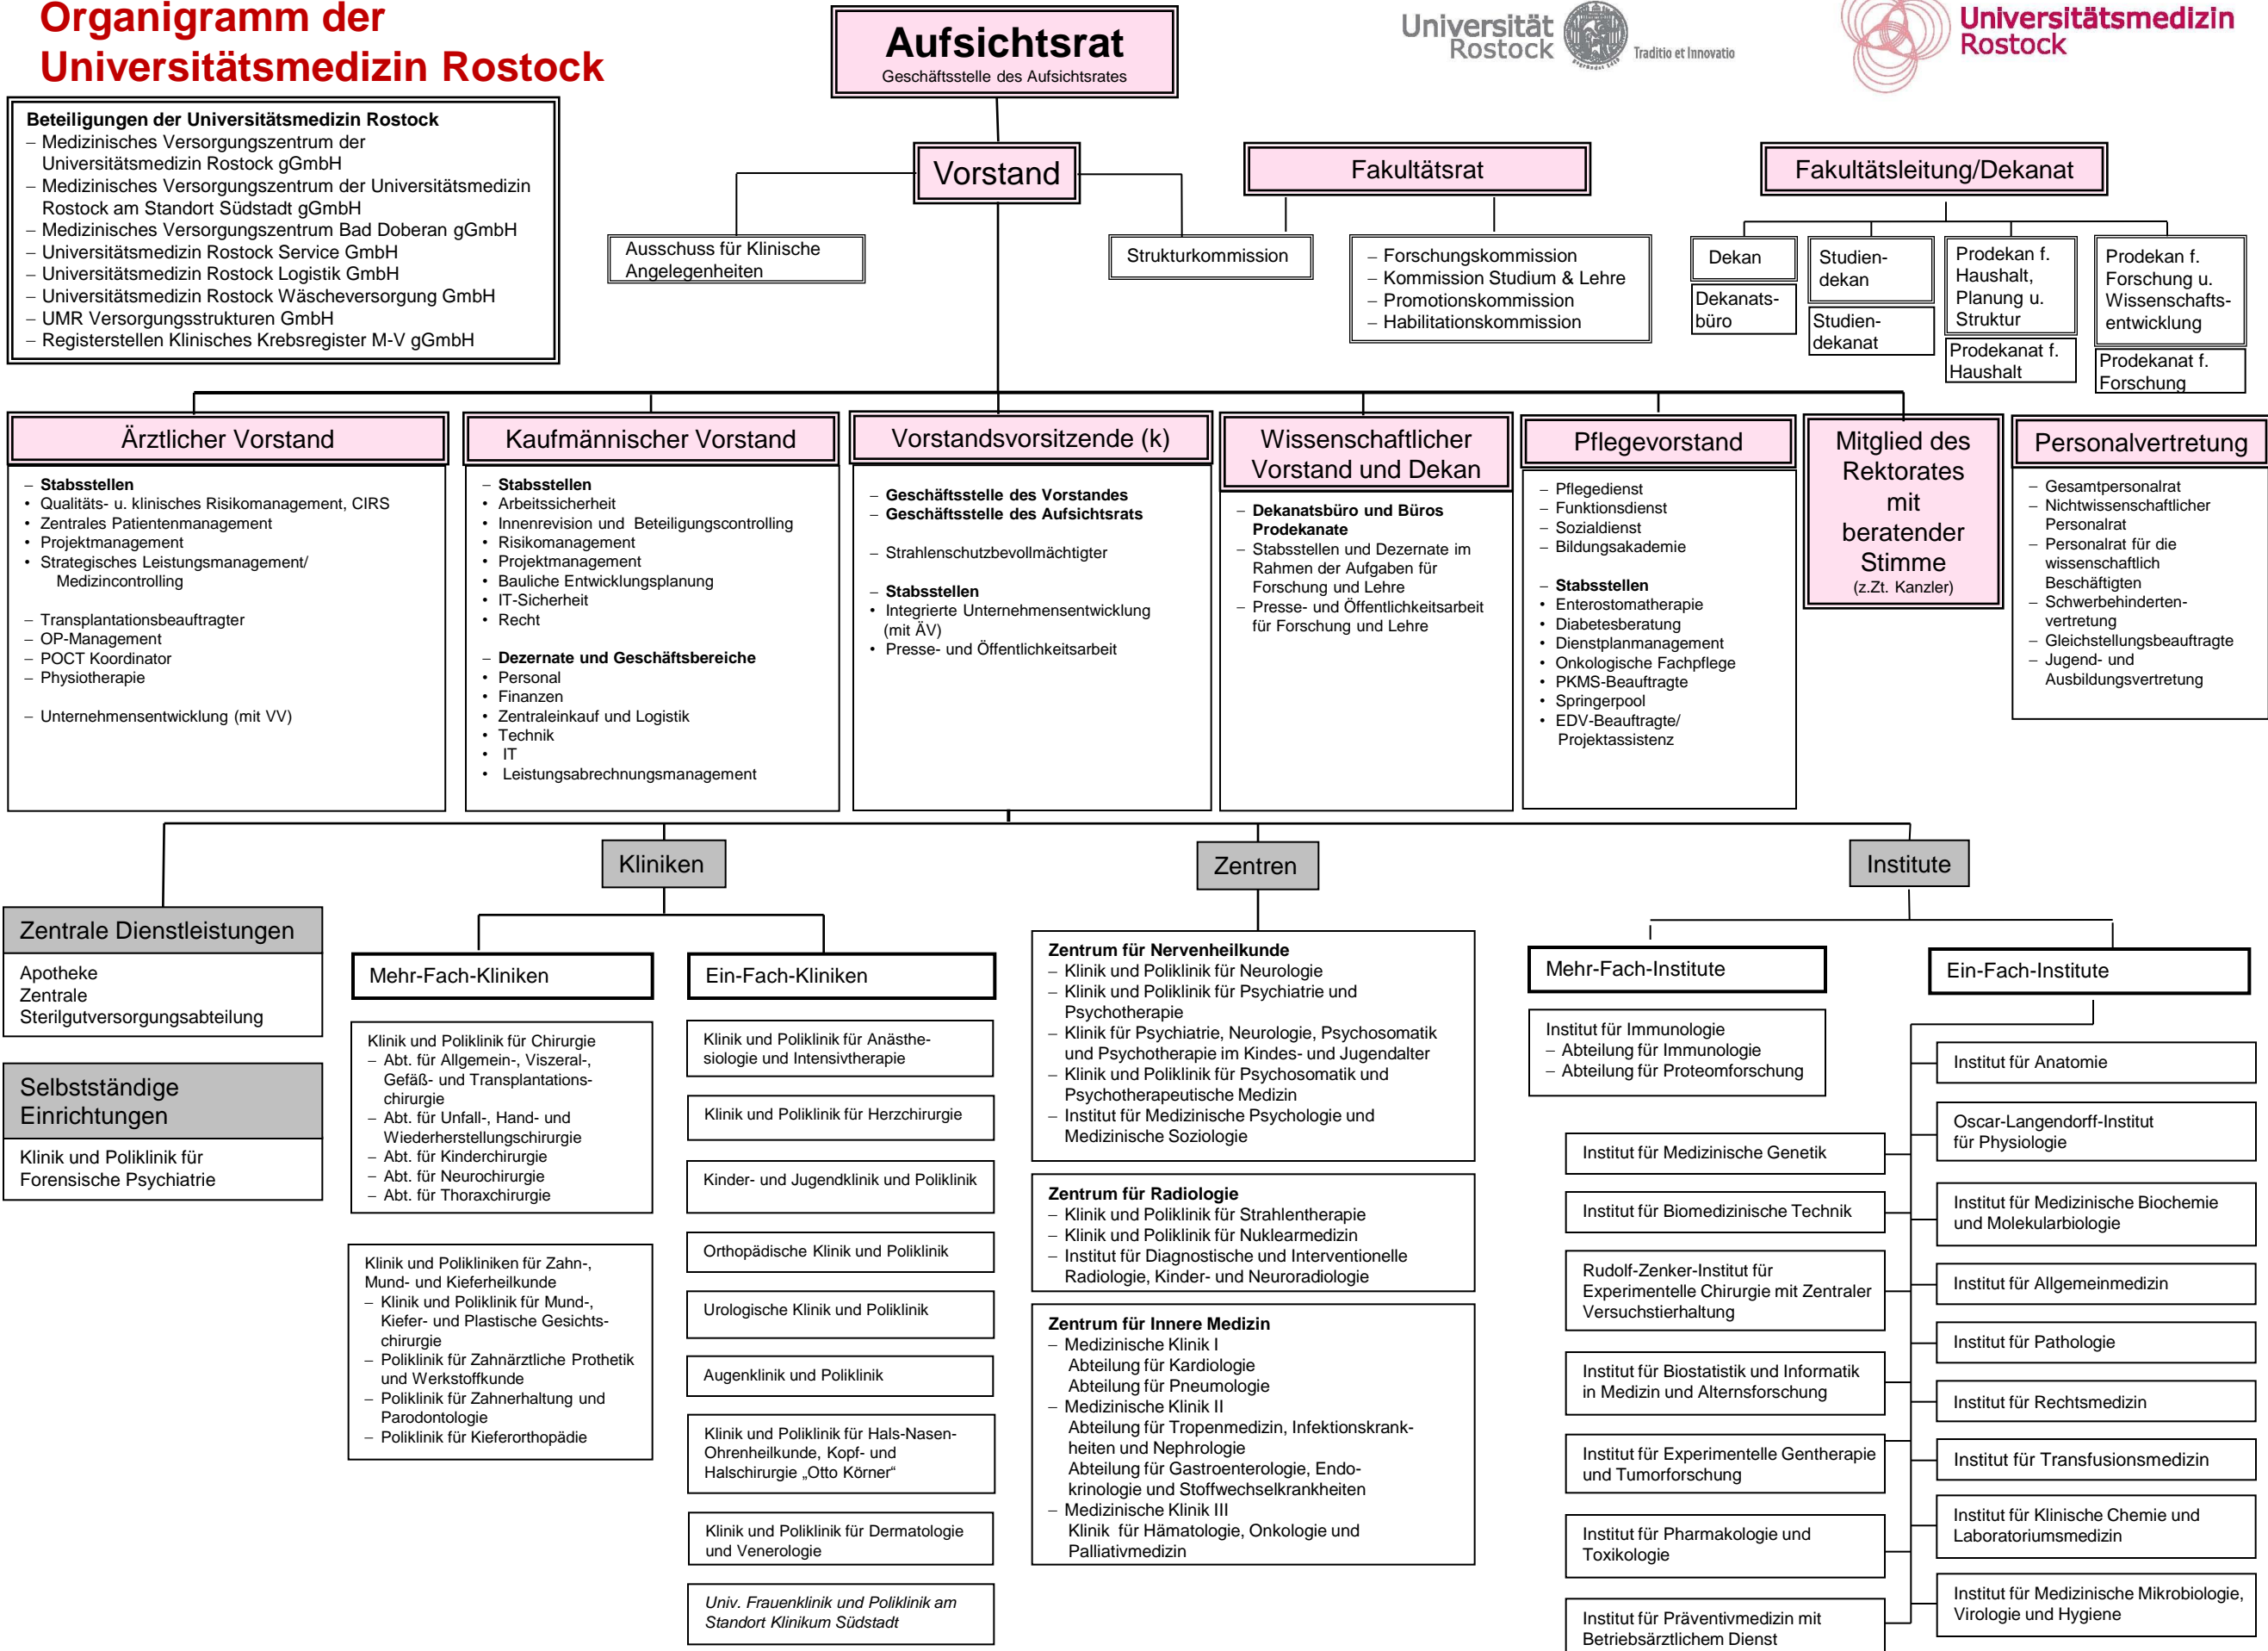 Organigramm der
Universitätsmedizin Rostock
Aufsichtsrat
Geschäftsstelle des Aufsichtsrates
Universität
Rostock
Traditio et Innovatio
Universitätsmedizin
Rostock
Beteiligungen der Universitätsmedizin Rostock
– Medizinisches Versorgungszentrum der
Universitätsmedizin Rostock gGmbH
– Medizinisches Versorgungszentrum der Universitätsmedizin
Rostock am Standort Südstadt gGmbH
– Medizinisches Versorgungszentrum Bad Doberan gGmbH
– Universitätsmedizin Rostock Service GmbH
– Universitätsmedizin Rostock Logistik GmbH
– Universitätsmedizin Rostock Wäscheversorgung GmbH
– UMR Versorgungsstrukturen GmbH
– Registerstellen Klinisches Krebsregister M-V gGmbH
Vorstand
Fakultätsrat
Fakultätsleitung/Dekanat
Ausschuss für Klinische
Angelegenheiten
Strukturkommission
– Forschungskommission
– Kommission Studium & Lehre
– Promotionskommission
– Habilitationskommission
Dekan
Dekanats-
büro
Studien-
dekan
Studien-
dekanat
Prodekan f.
Haushalt,
Planung u.
Struktur
Prodekanat f.
Haushalt
Prodekan f.
Forschung u.
Wissenschafts-
entwicklung
Prodekanat f.
Forschung
Ärztlicher Vorstand
– Stabsstellen
• Qualitäts- u. klinisches Risikomanagement, CIRS
• Zentrales Patientenmanagement
• Projektmanagement
• Strategisches Leistungsmanagement/
Medizincontrolling
– Transplantationsbeauftragter
– OP-Management
– POCT Koordinator
– Physiotherapie
– Unternehmensentwicklung (mit VV)
Kaufmännischer Vorstand
– Stabsstellen
• Arbeitssicherheit
• Innenrevision und Beteiligungscontrolling
• Risikomanagement
• Projektmanagement
• Bauliche Entwicklungsplanung
• IT-Sicherheit
• Recht
– Dezernate und Geschäftsbereiche
• Personal
• Finanzen
• Zentraleinkauf und Logistik
• Technik
• IT
• Leistungsabrechnungsmanagement
Vorstandsvorsitzende (k)
– Geschäftsstelle des Vorstandes
– Geschäftsstelle des Aufsichtsrats
– Strahlenschutzbevollmächtigter
– Stabsstellen
• Integrierte Unternehmensentwicklung
(mit ÄV)
• Presse- und Öffentlichkeitsarbeit
Wissenschaftlicher
Vorstand und Dekan
– Dekanatsbüro und Büros
Prodekanate
– Stabsstellen und Dezernate im
Rahmen der Aufgaben für
Forschung und Lehre
– Presse- und Öffentlichkeitsarbeit
für Forschung und Lehre
Pflegevorstand
– Pflegedienst
– Funktionsdienst
– Sozialdienst
– Bildungsakademie
– Stabsstellen
• Enterostomatherapie
• Diabetesberatung
• Dienstplanmanagement
• Onkologische Fachpflege
• PKMS-Beauftragte
• Springerpool
• EDV-Beauftragte/
Projektassistenz
Mitglied des
Rektorates
mit
beratender
Stimme
(z.Zt. Kanzler)
Personalvertretung
– Gesamtpersonalrat
– Nichtwissenschaftlicher
Personalrat
– Personalrat für die
wissenschaftlich
Beschäftigten
– Schwerbehinderten-
vertretung
– Gleichstellungsbeauftragte
– Jugend- und
Ausbildungsvertretung
Kliniken
Zentren
Institute
Zentrale Dienstleistungen
Apotheke
Zentrale
Sterilgutversorgungsabteilung
Selbstständige
Einrichtungen
Klinik und Poliklinik für
Forensische Psychiatrie
Mehr-Fach-Kliniken
Klinik und Poliklinik für Chirurgie
– Abt. für Allgemein-, Viszeral-,
Gefäß- und Transplantations-
chirurgie
– Abt. für Unfall-, Hand- und
Wiederherstellungschirurgie
– Abt. für Kinderchirurgie
– Abt. für Neurochirurgie
– Abt. für Thoraxchirurgie
Klinik und Polikliniken für Zahn-,
Mund- und Kieferheilkunde
– Klinik und Poliklinik für Mund-,
Kiefer- und Plastische Gesichts-
chirurgie
– Poliklinik für Zahnärztliche Prothetik
und Werkstoffkunde
– Poliklinik für Zahnerhaltung und
Parodontologie
– Poliklinik für Kieferorthopädie
Ein-Fach-Kliniken
Klinik und Poliklinik für Anästhe-
siologie und Intensivtherapie
Klinik und Poliklinik für Herzchirurgie
Kinder- und Jugendklinik und Poliklinik
Orthopädische Klinik und Poliklinik
Urologische Klinik und Poliklinik
Augenklinik und Poliklinik
Klinik und Poliklinik für Hals-Nasen-
Ohrenheilkunde, Kopf- und
Halschirurgie „Otto Körner“
Klinik und Poliklinik für Dermatologie
und Venerologie
Univ. Frauenklinik und Poliklinik am
Standort Klinikum Südstadt
Zentrum für Nervenheilkunde
– Klinik und Poliklinik für Neurologie
– Klinik und Poliklinik für Psychiatrie und
Psychotherapie
– Klinik für Psychiatrie, Neurologie, Psychosomatik
und Psychotherapie im Kindes- und Jugendalter
– Klinik und Poliklinik für Psychosomatik und
Psychotherapeutische Medizin
– Institut für Medizinische Psychologie und
Medizinische Soziologie
Zentrum für Radiologie
– Klinik und Poliklinik für Strahlentherapie
– Klinik und Poliklinik für Nuklearmedizin
– Institut für Diagnostische und Interventionelle
Radiologie, Kinder- und Neuroradiologie
Zentrum für Innere Medizin
– Medizinische Klinik I
Abteilung für Kardiologie
Abteilung für Pneumologie
– Medizinische Klinik II
Abteilung für Tropenmedizin, Infektionskrank-
heiten und Nephrologie
Abteilung für Gastroenterologie, Endo-
krinologie und Stoffwechselkrankheiten
– Medizinische Klinik III
Klinik für Hämatologie, Onkologie und
Palliativmedizin
Mehr-Fach-Institute
Institut für Immunologie
– Abteilung für Immunologie
– Abteilung für Proteomforschung
Institut für Medizinische Genetik
Institut für Biomedizinische Technik
Rudolf-Zenker-Institut für
Experimentelle Chirurgie mit Zentraler
Versuchstierhaltung
Institut für Biostatistik und Informatik
in Medizin und Alternsforschung
Institut für Experimentelle Gentherapie
und Tumorforschung
Institut für Pharmakologie und
Toxikologie
Institut für Präventivmedizin mit
Betriebsärztlichem Dienst
Ein-Fach-Institute
Institut für Anatomie
Oscar-Langendorff-Institut
für Physiologie
Institut für Medizinische Biochemie
und Molekularbiologie
Institut für Allgemeinmedizin
Institut für Pathologie
Institut für Rechtsmedizin
Institut für Transfusionsmedizin
Institut für Klinische Chemie und
Laboratoriumsmedizin
Institut für Medizinische Mikrobiologie,
Virologie und Hygiene